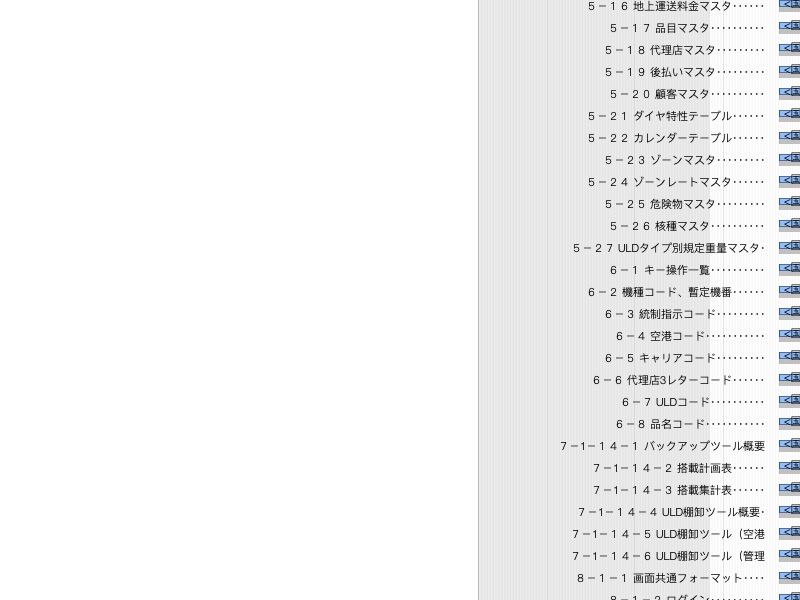 ５－１６ 地上運送料金マスタ‥‥‥
５－１７ 品目マスタ‥‥‥‥‥
５－１８ 代理店マスタ‥‥‥‥･
５－１９ 後払いマスタ‥‥‥‥･
５－２０ 顧客マスタ‥‥‥‥‥
５－２１ ダイヤ特性テーブル‥‥‥
５－２２ カレンダーテーブル‥‥‥
５－２３ ゾーンマスタ‥‥‥‥･
５－２４ ゾーンレートマスタ‥‥‥
５－２５ 危険物マスタ‥‥‥‥･
５－２６ 核種マスタ‥‥‥‥‥
５－２７ ULDタイプ別規定重量マスタ･
６－１ キー操作一覧‥‥‥‥‥
６－２ 機種コード、暫定機番‥‥‥
６－３ 統制指示コード‥‥‥‥･
６－４ 空港コード‥‥‥‥‥･
６－５ キャリアコード‥‥‥‥･
６－６ 代理店3レターコード‥‥‥
６－７ ULDコード‥‥‥‥‥
６－８ 品名コード‥‥‥‥‥･
７－1－１４－１ バックアップツール概要
７－1－１４－２ 搭載計画表‥‥‥
７－1－１４－３ 搭載集計表‥‥‥
７－1－１４－４ ULD棚卸ツール概要･
７－1－１４－５ ULD棚卸ツール（空港
７－1－１４－６ ULD棚卸ツール（管理
８－１－１ 画面共通フォーマット‥‥
８－１－２ ログイン‥‥‥‥‥